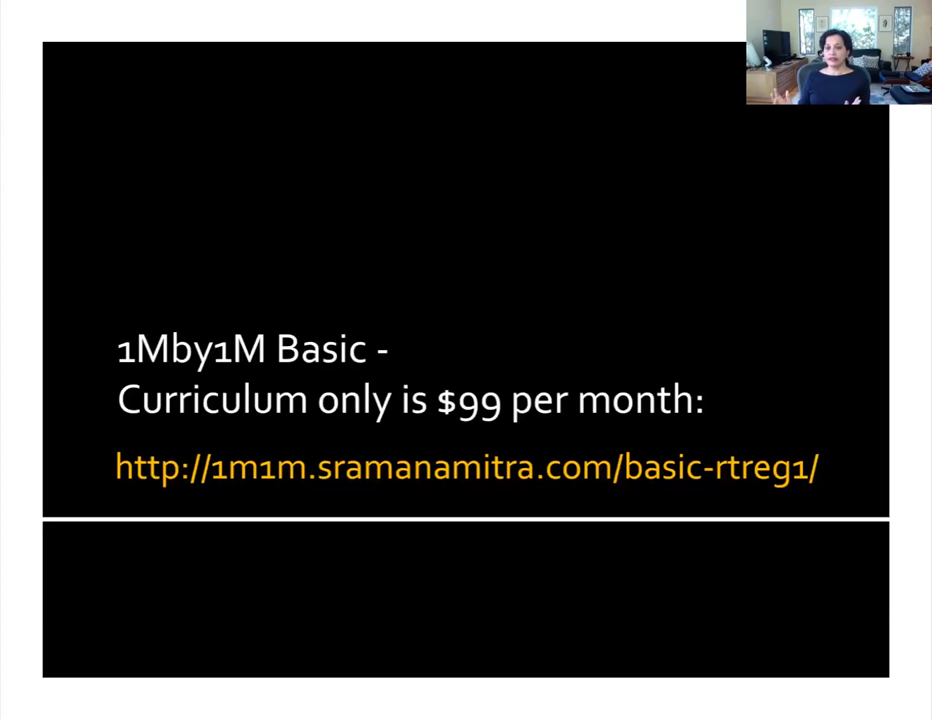 1Mby1M Basic -
Curriculum only is $99 per month:
http://1m1m.sramanamitra.com/basic-rtreg1/